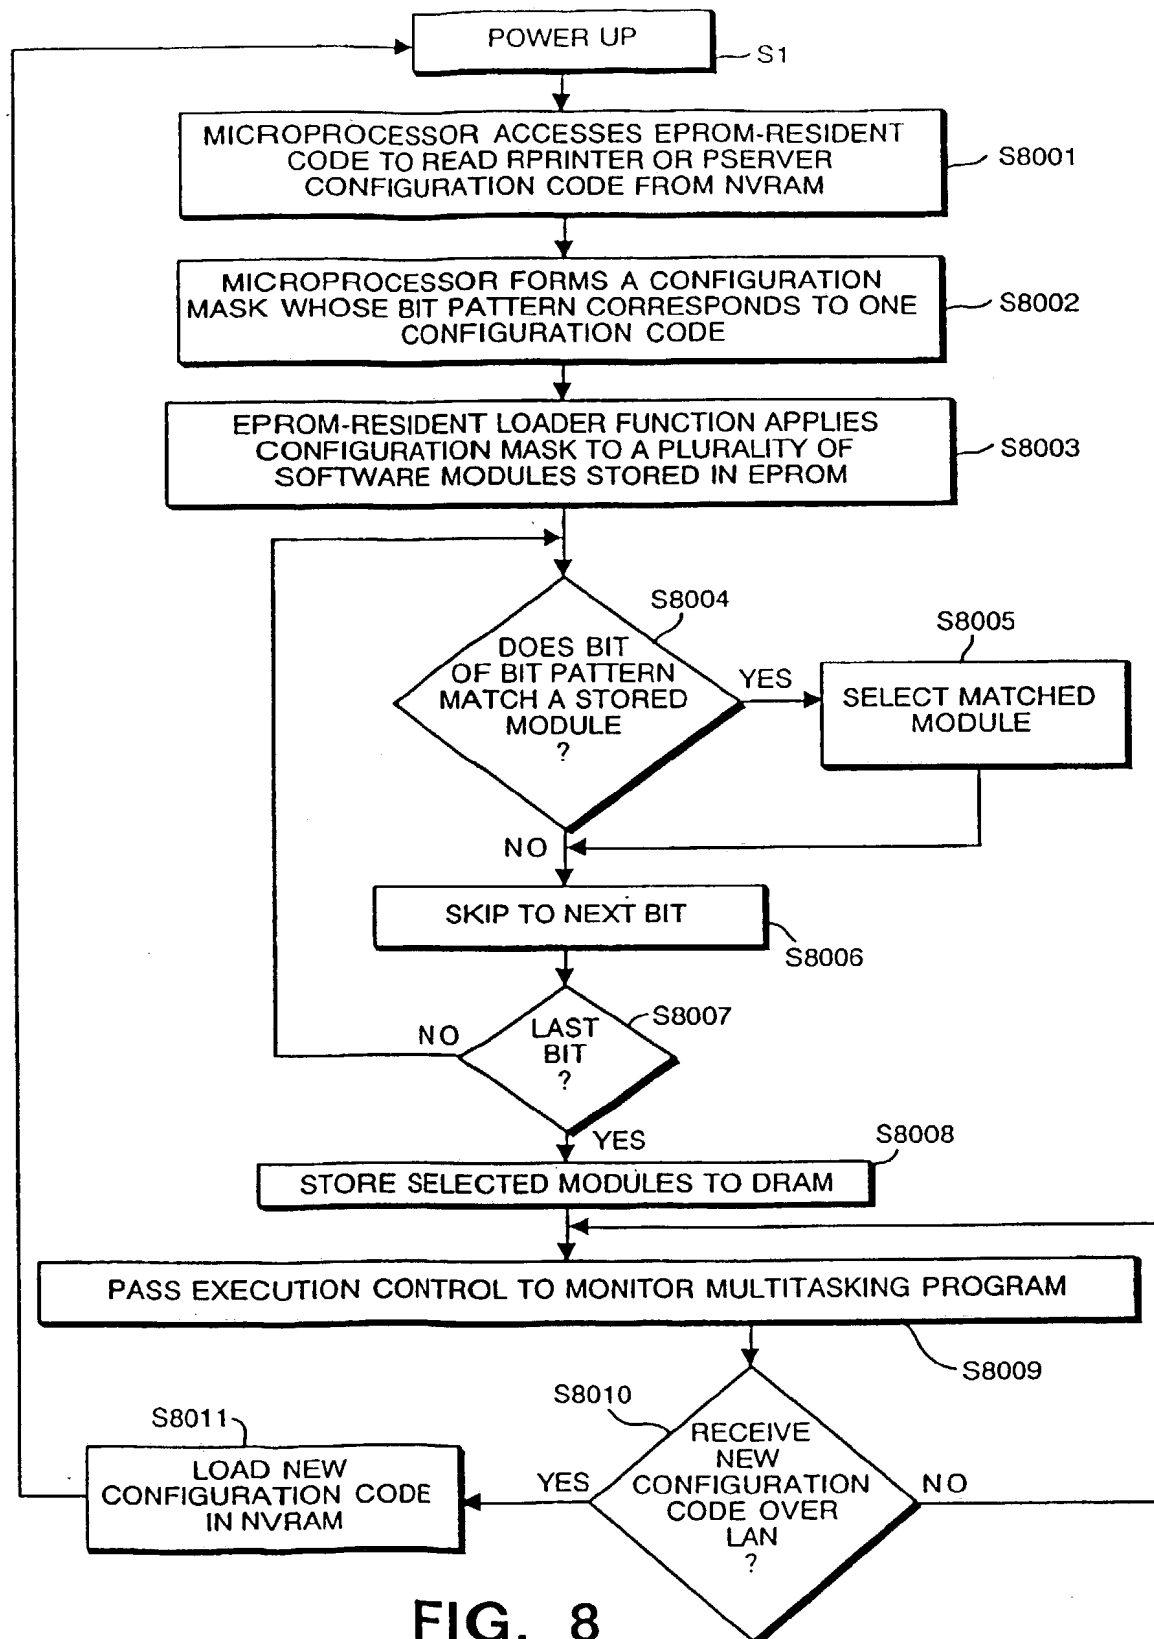 POWER UP
S1
MICROPROCESSOR ACCESSES EPROM-RESIDENT
CODE TO READ RPRINTER OR PSERVER
CONFIGURATION CODE FROM NVRAM
S8001
MICROPROCESSOR FORMS A CONFIGURATION
MASK WHOSE BIT PATTERN CORRESPONDS TO ONE
CONFIGURATION CODE
S8002
EPROM-RESIDENT LOADER FUNCTION APPLIES
CONFIGURATION MASK TO A PLURALITY OF
SOFTWARE MODULES STORED IN EPROM
S8003
S8004
DOES BIT
OF BIT PATTERN
MATCH A STORED
MODULE
?
YES
S8005
SELECT MATCHED
MODULE
NO
SKIP TO NEXT BIT
S8006
S8007
LAST
BIT
?
NO
YES
S8008
STORE SELECTED MODULES TO DRAM
PASS EXECUTION CONTROL TO MONITOR MULTITASKING PROGRAM
S8009
S8010
RECEIVE
NEW
CONFIGURATION
CODE OVER
LAN
?
YES
NO
S8011
LOAD NEW
CONFIGURATION CODE
IN NVRAM
FIG. 8